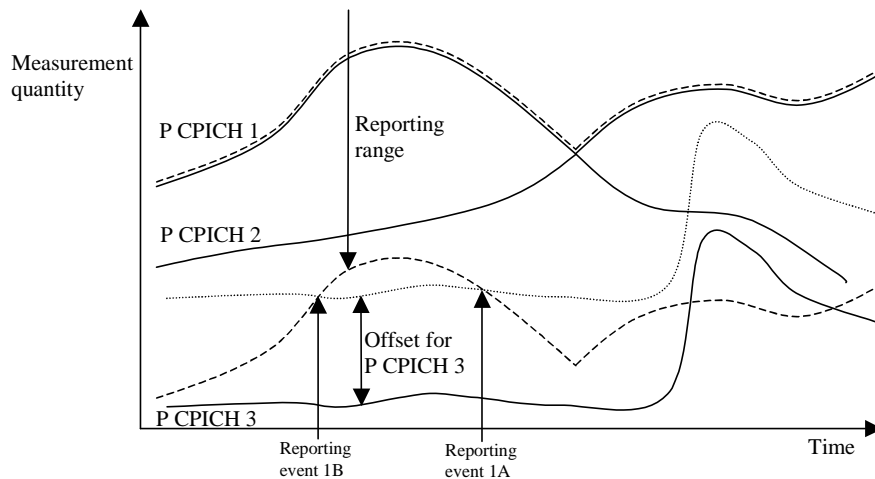 Measurement
quantity
P CPICH 1
Reporting
range
P CPICH 2
Offset for
P CPICH 3
P CPICH 3
Reporting
event 1B
Reporting
event 1A
Time